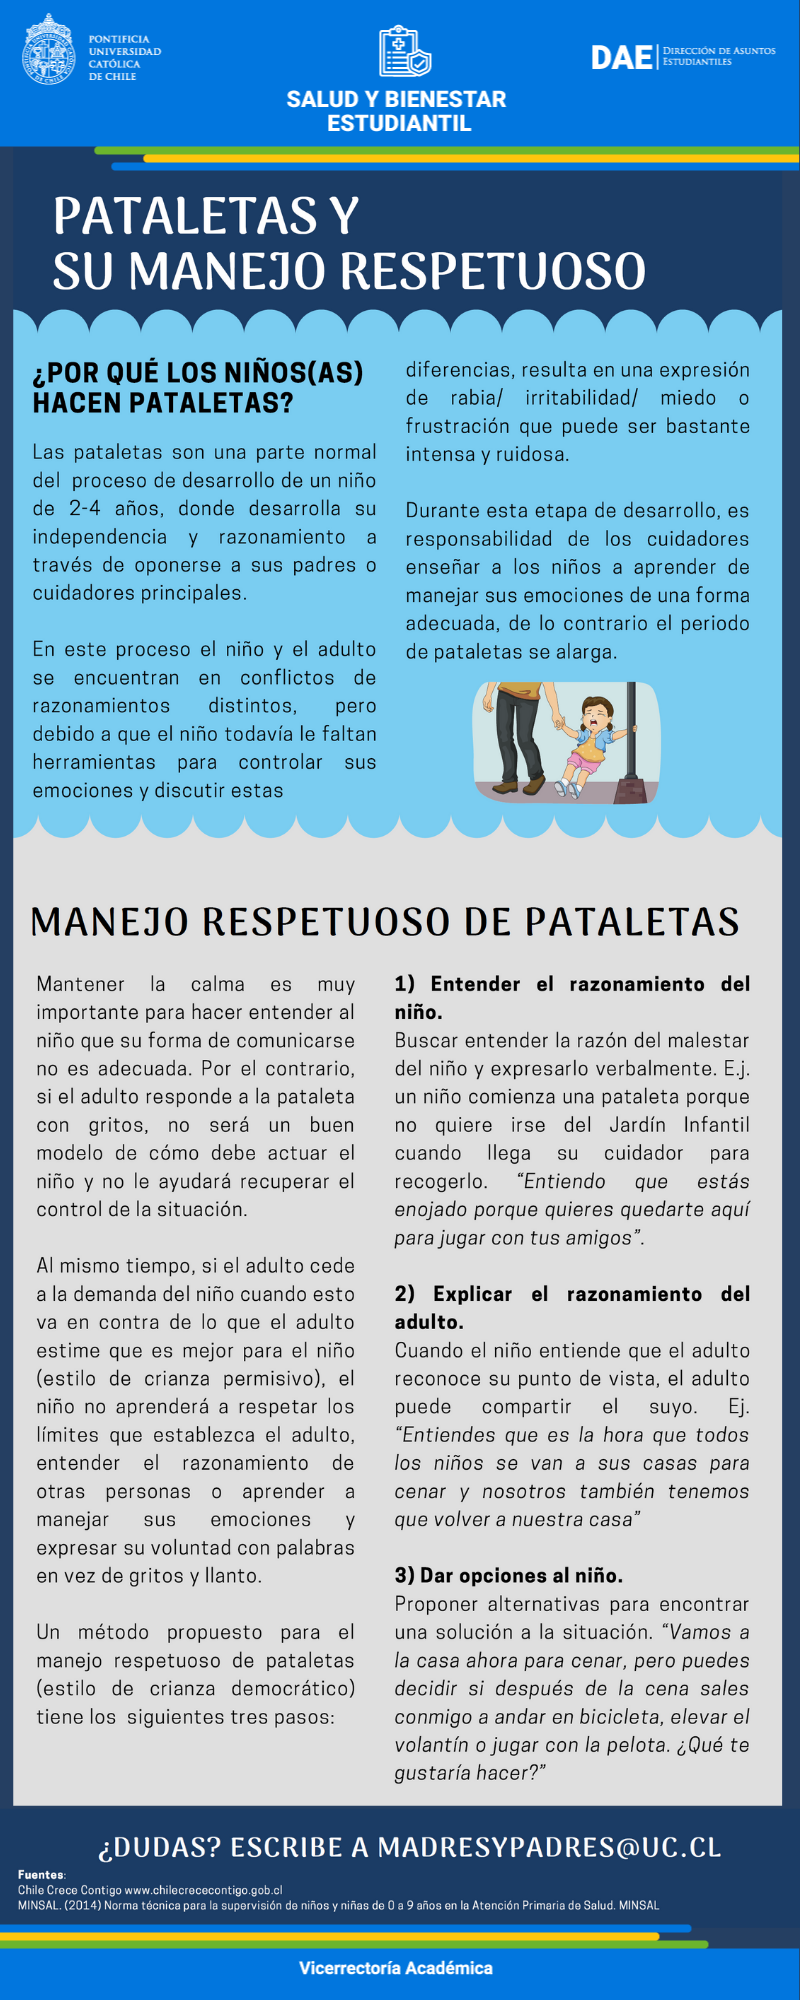 PONTIFICIA
UNIVERSIDAD
CATÓLICA
DE CHILE
SALUD Y BIENESTAR
ESTUDIANTIL
DAE
DIRECCIÓN DE ASUNTOS
ESTUDIANTILES
PATALETAS Y
SU MANEJO RESPETUOSO
¿POR QUÉ LOS NIÑOS(AS)
HACEN PATALETAS?
Las pataletas son una parte normal
del proceso de desarrollo de un niño
de 2-4 años, donde desarrolla su
independencia y razonamiento a
través de oponerse a sus padres o
cuidadores principales.
En este proceso el niño y el adulto
se encuentran en conflictos de
razonamientos distintos, pero
debido a que el niño todavía le faltan
herramientas para controlar sus
emociones y discutir estas
diferencias, resulta en una expresión
de rabia/ irritabilidad/ miedo o
frustración que puede ser bastante
intensa y ruidosa.
Durante esta etapa de desarrollo, es
responsabilidad de los cuidadores
enseñar a los niños a aprender de
manejar sus emociones de una forma
adecuada, de lo contrario el periodo
de pataletas se alarga.
MANEJO RESPETUOSO DE PATALETAS
Mantener la calma es muy
importante para hacer entender al
niño que su forma de comunicarse
no es adecuada. Por el contrario,
si el adulto responde a la pataleta
con gritos, no será un buen
modelo de cómo debe actuar el
niño y no le ayudará recuperar el
control de la situación.
Al mismo tiempo, si el adulto cede
a la demanda del niño cuando esto
va en contra de lo que el adulto
estime que es mejor para el niño
(estilo de crianza permisivo), el
niño no aprenderá a respetar los
límites que establezca el adulto,
entender el razonamiento de
otras personas o aprender a
manejar sus emociones y
expresar su voluntad con palabras
en vez de gritos y llanto.
Un método propuesto para el
manejo respetuoso de pataletas
(estilo de crianza democrático)
tiene los siguientes tres pasos:
1) Entender el razonamiento del
niño.
Buscar entender la razón del malestar
del niño y expresarlo verbalmente. E.j.
un niño comienza una pataleta porque
no quiere irse del Jardín Infantil
cuando llega su cuidador para
recogerlo. “Entiendo que estás
enojado porque quieres quedarte aquí
para jugar con tus amigos”.
2) Explicar el razonamiento del
adulto.
Cuando el niño entiende que el adulto
reconoce su punto de vista, el adulto
puede compartir el suyo. Ej.
“Entiendes que es la hora que todos
los niños se van a sus casas para
cenar y nosotros también tenemos
que volver a nuestra casa”
3) Dar opciones al niño.
Proponer alternativas para encontrar
una solución a la situación. “Vamos a
la casa ahora para cenar, pero puedes
decidir si después de la cena sales
conmigo a andar en bicicleta, elevar el
volantín o jugar con la pelota. ¿Qué te
gustaría hacer?”
¿DUDAS? ESCRIBE A MADRESYPADRES@UC.CL
Fuentes:
Chile Crece Contigo www.chilecrececontigo.gob.cl
MINSAL. (2014) Norma técnica para la supervisión de niños y niñas de 0 a 9 años en la Atención Primaria de Salud. MINSAL
Vicerrectoría Académica